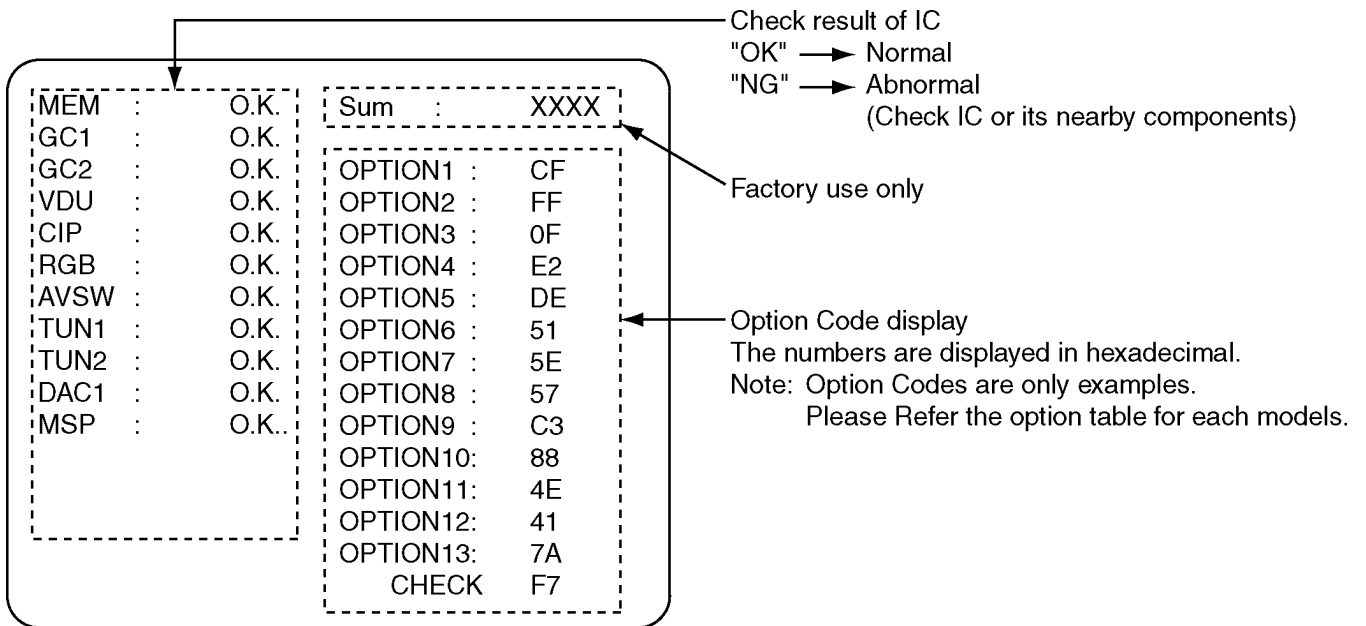 Check result of IC
"OK" → Normal
"NG" → Abnormal
(Check IC or its nearby components)
MEM : O.K.
GC1 : O.K.
GC2 : O.K.
VDU : O.K.
CIP : O.K.
RGB : O.K.
AVSW : O.K.
TUN1 : O.K.
TUN2 : O.K.
DAC1 : O.K.
MSP : O.K..
Sum : XXXX
Factory use only
OPTION1 : CF
OPTION2 : FF
OPTION3 : 0F
OPTION4 : E2
OPTION5 : DE
OPTION6 : 51
OPTION7 : 5E
OPTION8 : 57
OPTION9 : C3
OPTION10: 88
OPTION11: 4E
OPTION12: 41
OPTION13: 7A
CHECK F7
Option Code display
The numbers are displayed in hexadecimal.
Note: Option Codes are only examples.
Please Refer the option table for each models.